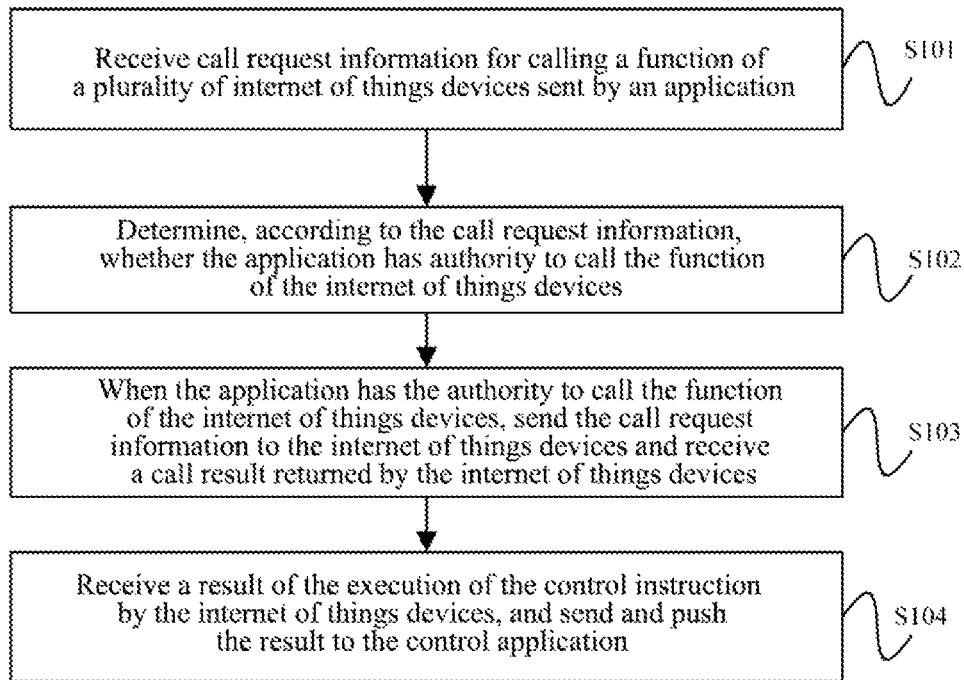 Receive call request information for calling a function of
a plurality of internet of things devices sent by an application
S101
Determine, according to the call request information,
whether the application has authority to call the function
of the internet of things devices
S102
When the application has the authority to call the function
of the internet of things devices, send the call request
information to the internet of things devices and receive
a call result returned by the internet of things devices
S103
Receive a result of the execution of the control instruction
by the internet of things devices, and send and push
the result to the control application
S104